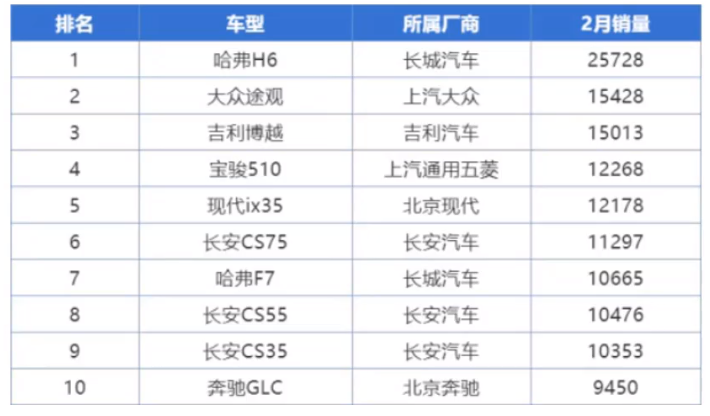 排名 车型 所属厂商 2月销量
1 哈弗H6 长城汽车 25728
2 大众途观 上汽大众 15428
3 吉利博越 吉利汽车 15013
4 宝骏510 上汽通用五菱 12268
5 现代ix35 北京现代 12178
6 长安CS75 长安汽车 11297
7 哈弗F7 长城汽车 10665
8 长安CS55 长安汽车 10476
9 长安CS35 长安汽车 10353
10 奔驰GLC 北京奔驰 9450